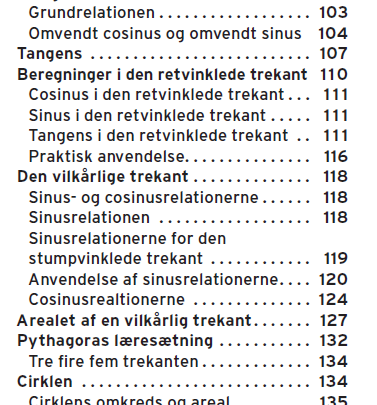 Grundrelationen . . . . . . . . . . . . . . . . . 103
Omvendt cosinus og omvendt sinus 104
Tangens . . . . . . . . . . . . . . . . . . . . . . . . . 107
Beregninger i den retvinklede trekant 110
Cosinus i den retvinklede trekant . . . 111
Sinus i den retvinklede trekant . . . . . 111
Tangens i den retvinklede trekant . . 111
Praktisk anvendelse. . . . . . . . . . . . . . 116
Den vilkårlige trekant . . . . . . . . . . . . . 118
Sinus- og cosinusrelationerne . . . . . . 118
Sinusrelationen . . . . . . . . . . . . . . . . . 118
Sinusrelationerne for den
stumpvinklede trekant . . . . . . . . . . . 119
Anvendelse af sinusrelationerne. . . . 120
Cosinusrealtionerne . . . . . . . . . . . . . 124
Arealet af en vilkårlig trekant. . . . . . . 127
Pythagoras læresætning . . . . . . . . . . 132
Tre fire fem trekanten . . . . . . . . . . . . 134
Cirklen . . . . . . . . . . . . . . . . . . . . . . . . . 134
Cirklens omkreds og areal . . . . . . . . 135